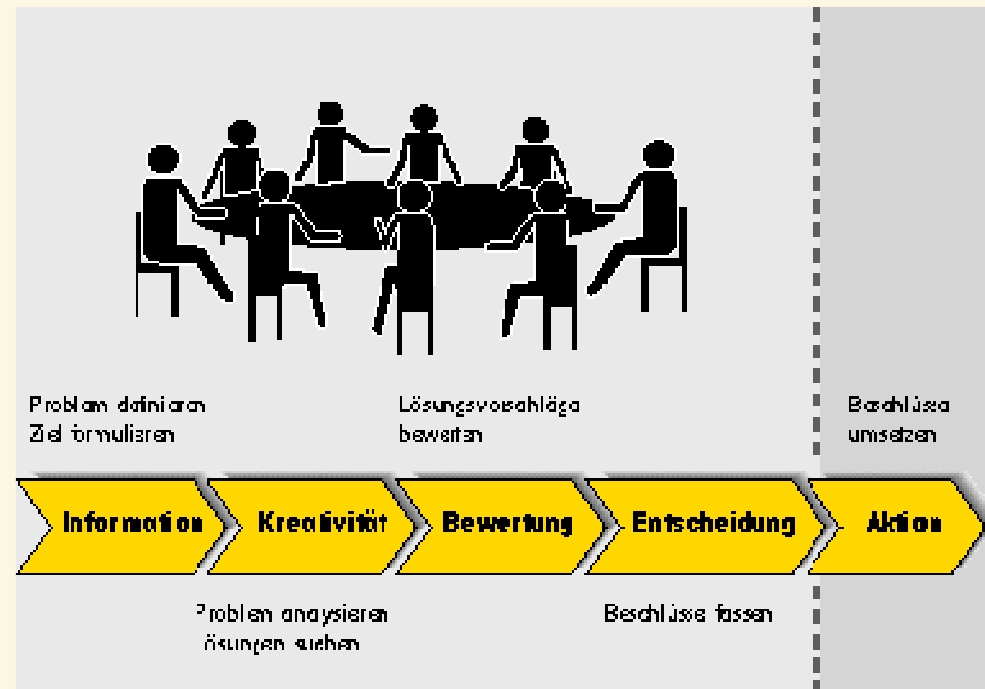 Problem definieren
Ziel formulieren
Lösungsvorschläge
bewerten
Beschlüsse
umsetzen
Information
Kreativität
Bewertung
Entscheidung
Aktion
Problem analysieren
Lösungen suchen
Beschlüsse fassen